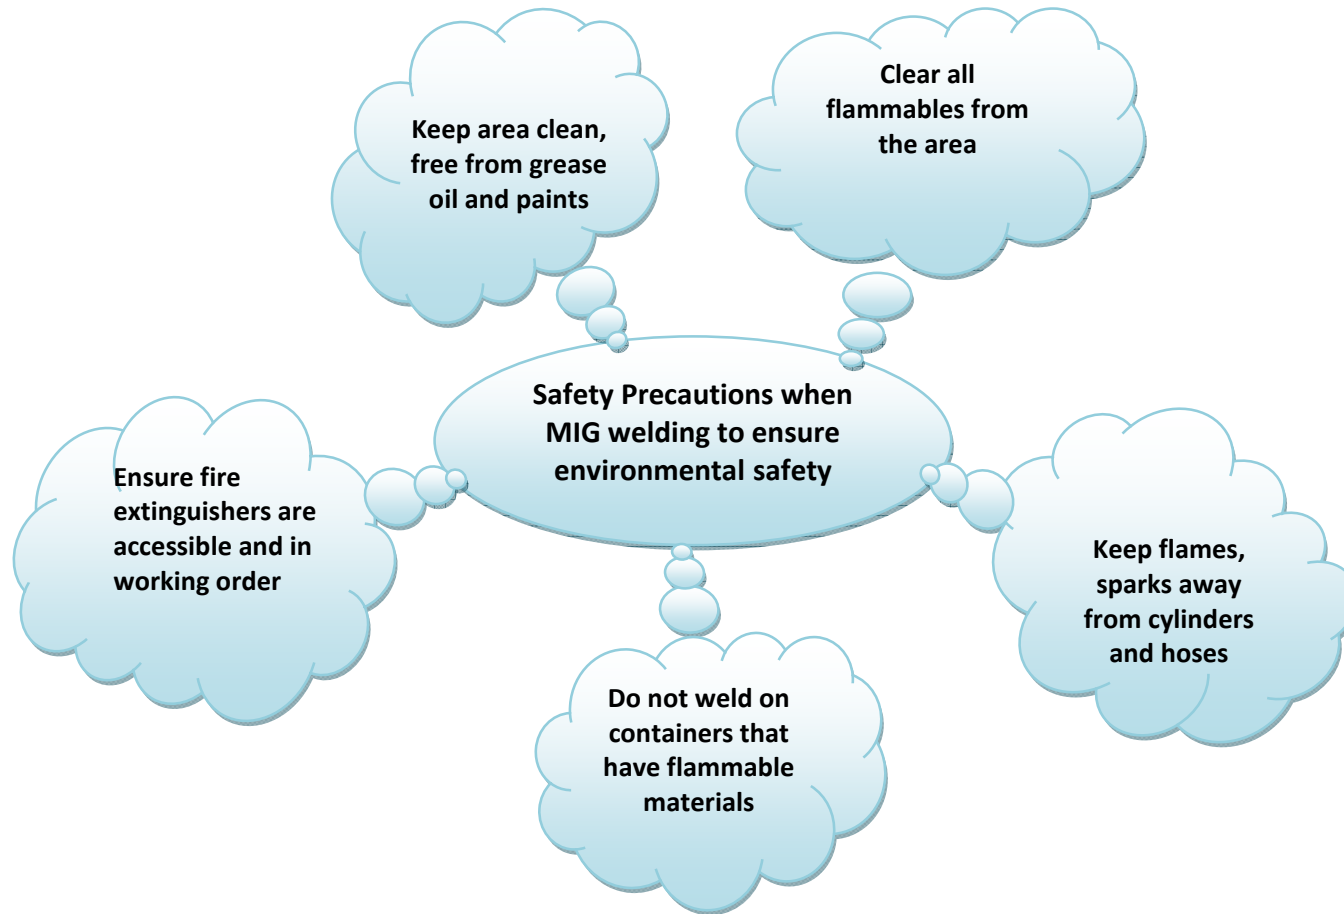 Keep area clean,
free from grease
oil and paints
Clear all
flammables from
the area
Safety Precautions when
MIG welding to ensure
environmental safety
Ensure fire
extinguishers are
accessible and in
working order
Keep flames,
sparks away
from cylinders
and hoses
Do not weld on
containers that
have flammable
materials